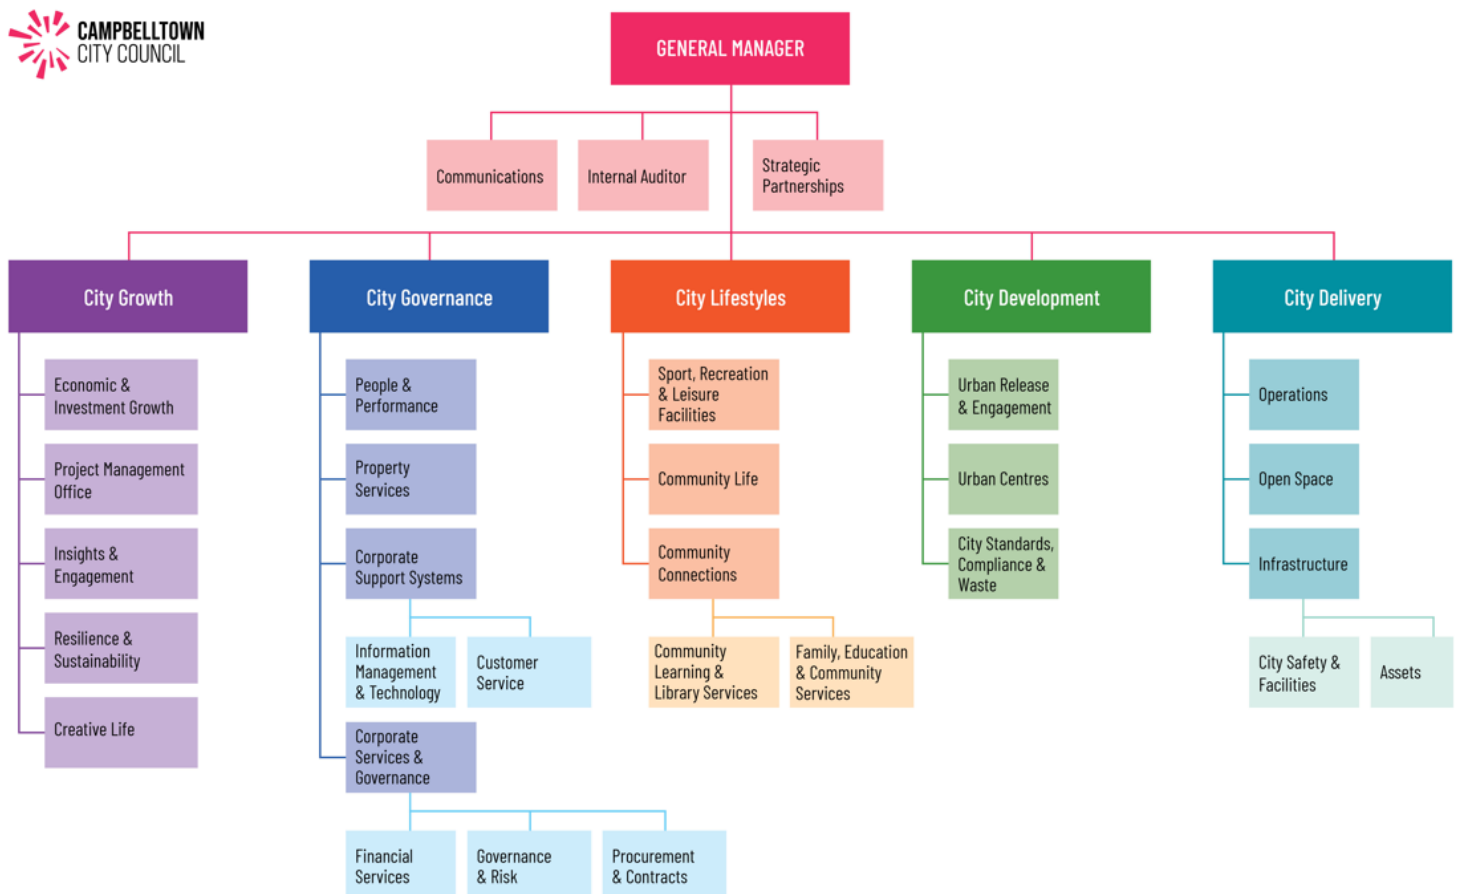 CAMPBELLTOWN
CITY COUNCIL
GENERAL MANAGER
Communications
Internal Auditor
Strategic
Partnerships
City Growth
City Governance
City Lifestyles
City Development
City Delivery
Economic &
Investment Growth
Project Management
Office
Insights &
Engagement
Resilience &
Sustainability
Creative Life
People &
Performance
Property
Services
Corporate
Support Systems
Information
Management
& Technology
Customer
Service
Corporate
Services &
Governance
Financial
Services
Governance
& Risk
Procurement
& Contracts
Sport, Recreation
& Leisure
Facilities
Community Life
Community
Connections
Community
Learning &
Library Services
Family, Education
& Community
Services
Urban Release
& Engagement
Urban Centres
City Standards,
Compliance &
Waste
Operations
Open Space
Infrastructure
City Safety &
Facilities
Assets